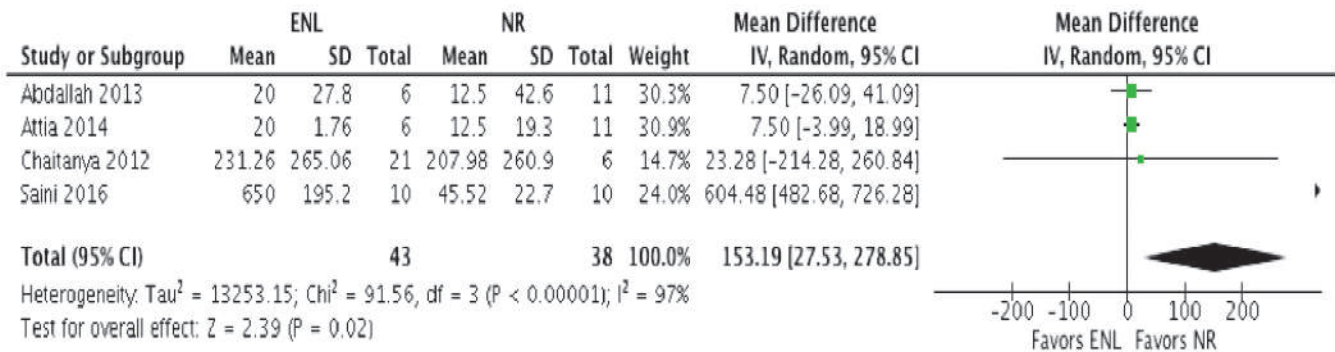 ENL NR Mean Difference Mean Difference
Study or Subgroup Mean SD Total Mean SD Total Weight IV, Random, 95% CI IV, Random, 95% CI
Abdallah 2013 20 27.8 6 12.5 42.6 11 30.3% 7.50 [-26.09, 41.09]
Attia 2014 20 1.76 6 12.5 19.3 11 30.9% 7.50 [-3.99, 18.99]
Chaitanya 2012 231.26 265.06 21 207.98 260.9 6 14.7% 23.28 [-214.28, 260.84]
Saini 2016 650 195.2 10 45.52 22.7 10 24.0% 604.48 [482.68, 726.28]
Total (95% CI) 43 38 100.0% 153.19 [27.53, 278.85]
Heterogeneity: Tau² = 13253.15; Chi² = 91.56, df = 3 (P < 0.00001); I² = 97%
Test for overall effect: Z = 2.39 (P = 0.02)
-200 -100 0 100 200
Favors ENL Favors NR